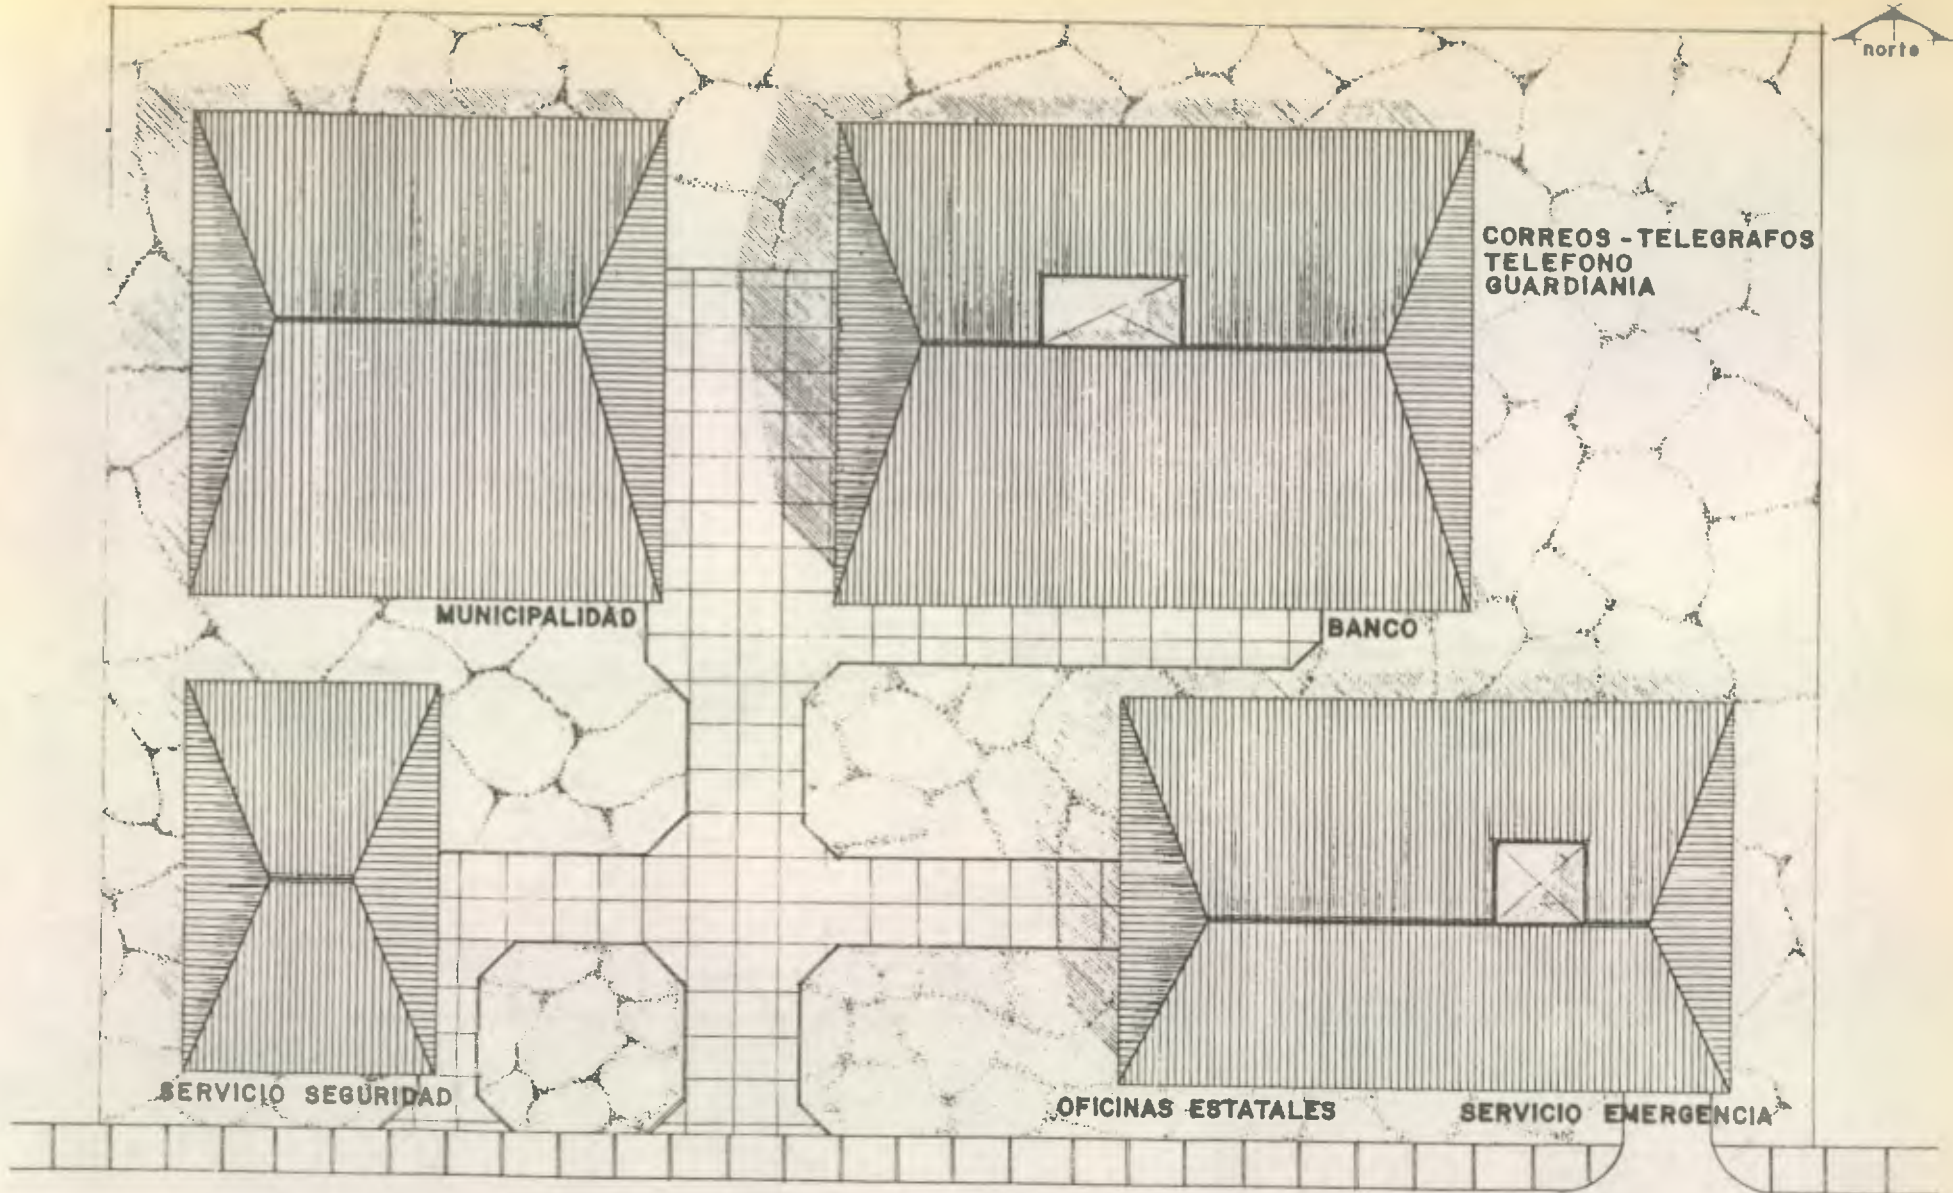 norte
CORREOS - TELEGRAFOS
TELEFONO
GUARDIANIA
MUNICIPALIDAD
BANCO
SERVICIO SEGURIDAD
OFICINAS ESTATALES
SERVICIO EMERGENCIA